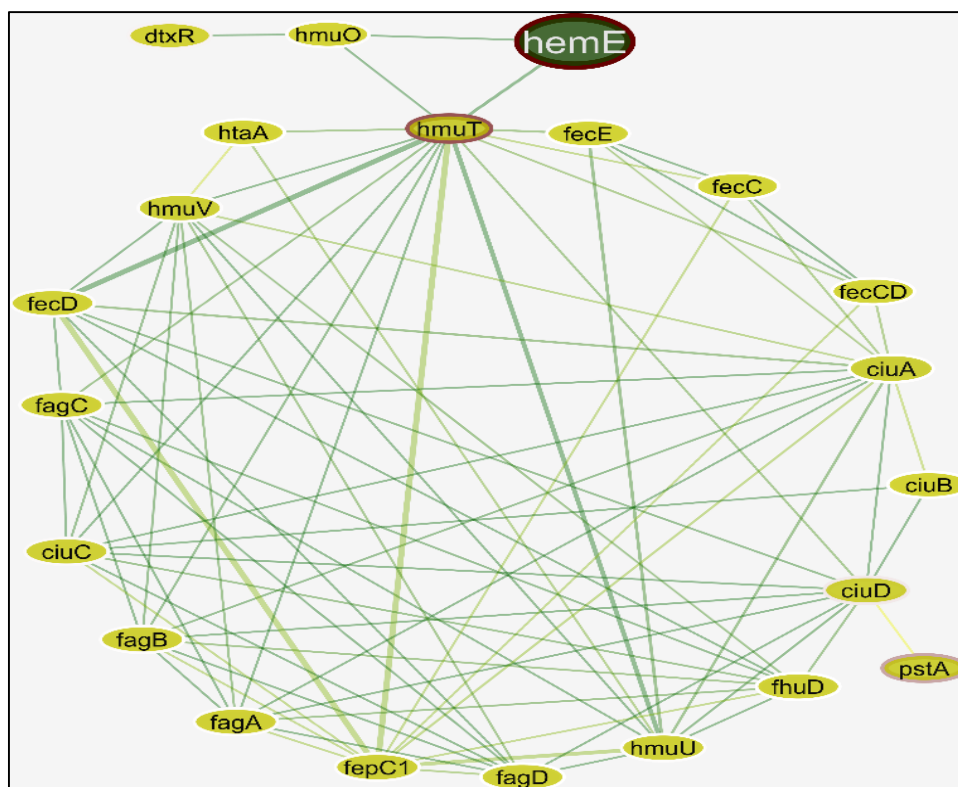 dtxR
hmuO
hemE
htaA
hmuT
fecE
fecC
hmuV
fecD
fecCD
ciuA
fagC
ciuB
ciuC
ciuD
fagB
pstA
fhuD
fagA
hmuU
fepC1
fagD